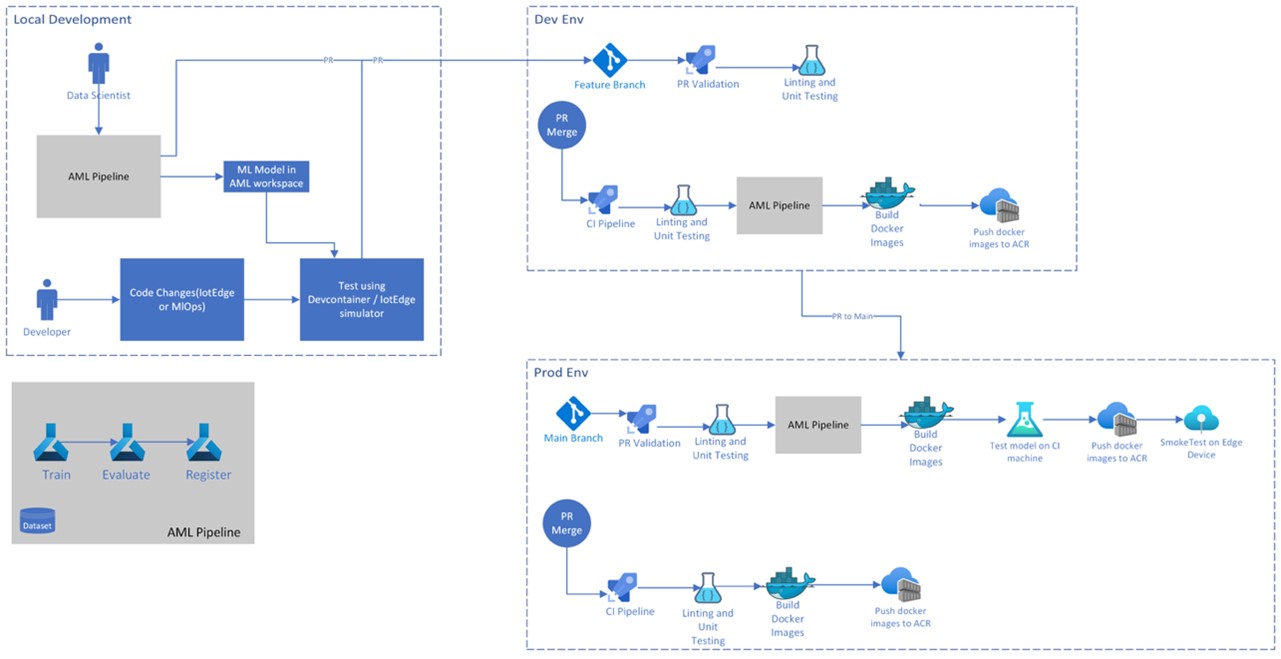 Local Development
Data Scientist
AML Pipeline
ML Model in
AML workspace
Developer
Code Changes(IotEdge
or MlOps)
Test using
Devcontainer / IotEdge
simulator
PR
PR
Dev Env
Feature Branch
PR Validation
Linting and
Unit Testing
PR
Merge
CI Pipeline
Linting and
Unit Testing
AML Pipeline
Build
Docker
Images
Push docker
images to ACR
PR to Main
Train
Evaluate
Register
Dataset
AML Pipeline
Prod Env
Main Branch
PR Validation
Linting and
Unit Testing
AML Pipeline
Build
Docker
Images
Test model on CI
machine
Push docker
images to ACR
SmokeTest on Edge
Device
PR
Merge
CI Pipeline
Linting and
Unit
Testing
Build
Docker
Images
Push docker
images to ACR